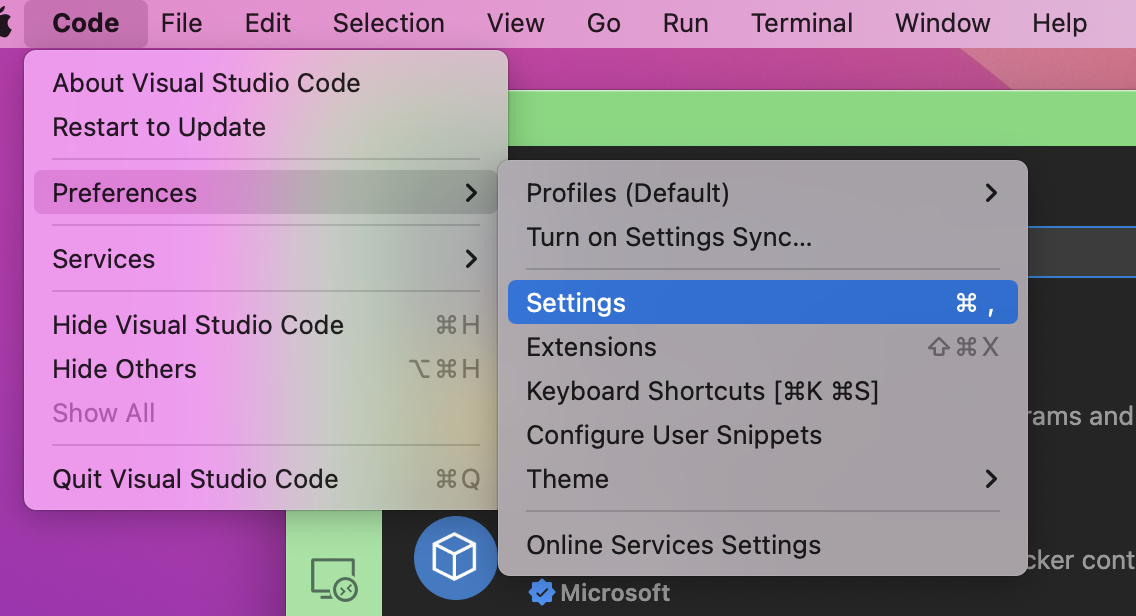 Code File Edit Selection View Go Run Terminal Window Help
About Visual Studio Code
Restart to Update
Preferences
Services
Hide Visual Studio Code ⌘H
Hide Others ⌥⌘H
Show All
Quit Visual Studio Code ⌘Q
Profiles (Default)
Turn on Settings Sync...
Settings ⌘ ,
Extensions ⇧⌘X
Keyboard Shortcuts [⌘K ⌘S]
Configure User Snippets
Theme
Online Services Settings
rams and
cker cont
Microsoft